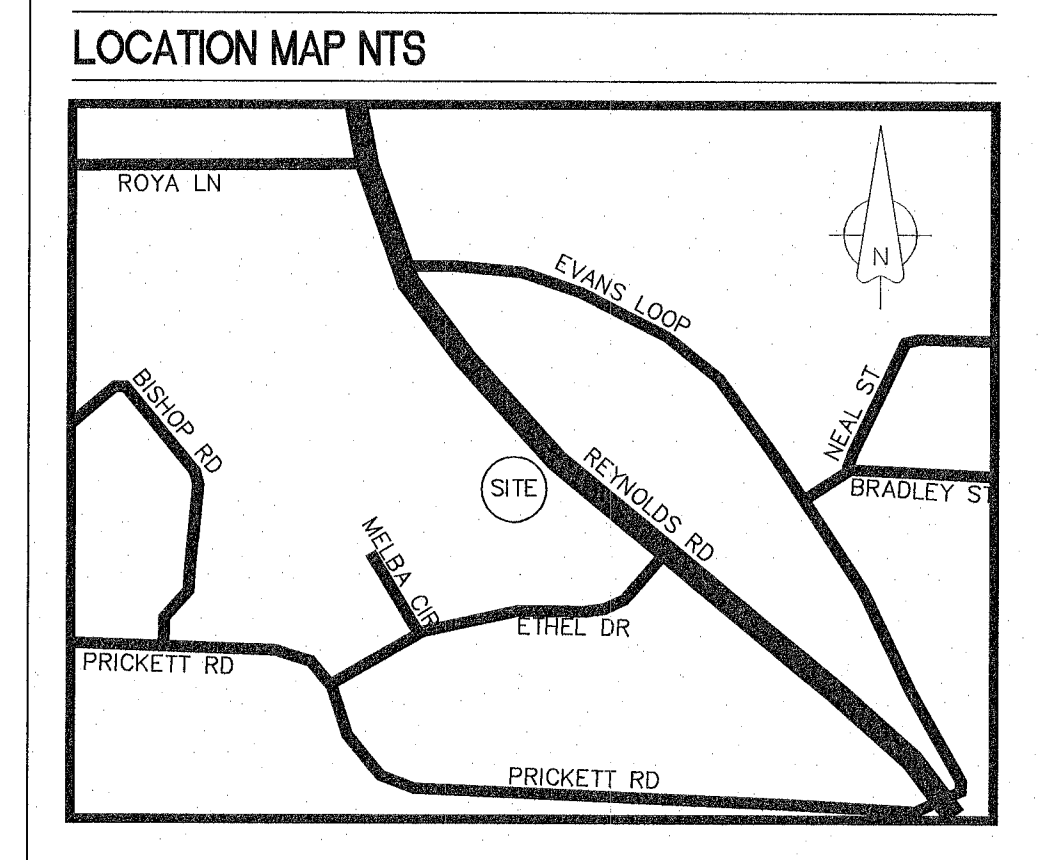 LOCATION MAP NTS
ROYA LN
N
EVANS LOOP
BISHOP RD
NEAL ST
REYNOLDS RD
SITE
BRADLEY ST
MELBA CIR
ETHEL DR
PRICKETT RD
PRICKETT RD